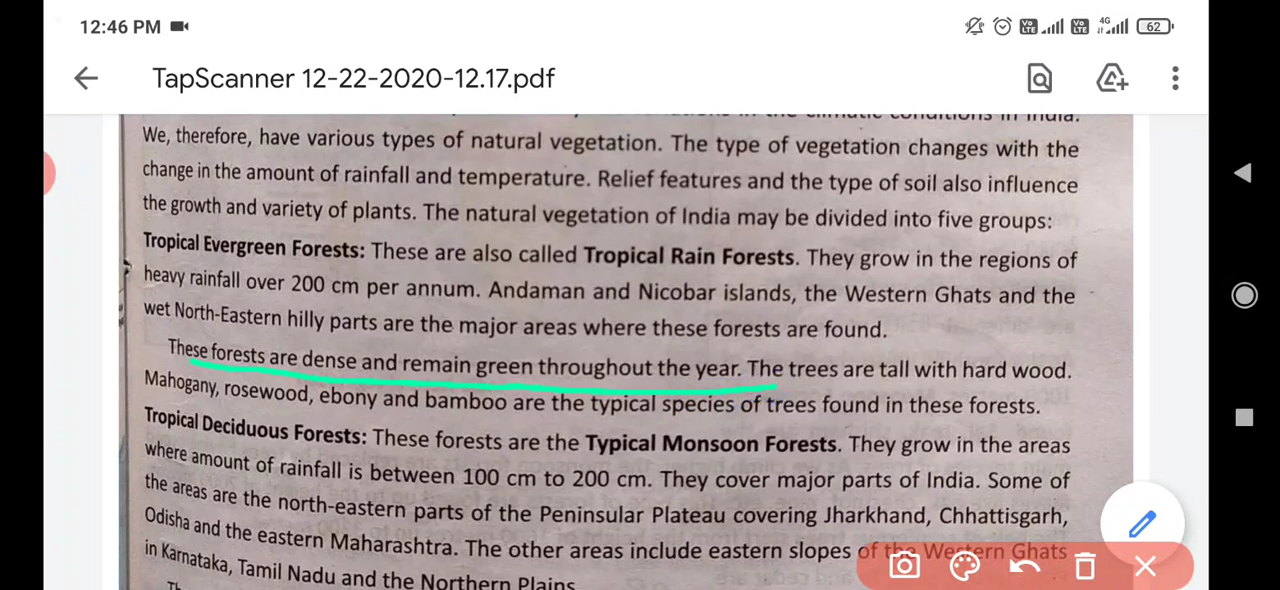 12:46 PM
4G
62
TapScanner 12-22-2020-12.17.pdf
climatic conditions in India.
We, therefore, have various types of natural vegetation. The type of vegetation changes with the
change in the amount of rainfall and temperature. Relief features and the type of soil also influence
the growth and variety of plants. The natural vegetation of India may be divided into five groups:
Tropical Evergreen Forests: These are also called Tropical Rain Forests. They grow in the regions of
heavy rainfall over 200 cm per annum. Andaman and Nicobar islands, the Western Ghats and the
wet North-Eastern hilly parts are the major areas where these forests are found.
These forests are dense and remain green throughout the year. The trees are tall with hard wood.
Mahogany, rosewood, ebony and bamboo are the typical species of trees found in these forests.
Tropical Deciduous Forests: These forests are the Typical Monsoon Forests. They grow in the areas
where amount of rainfall is between 100 cm to 200 cm. They cover major parts of India. Some of
the areas are the north-eastern parts of the Peninsular Plateau covering Jharkhand, Chhattisgarh,
Odisha and the eastern Maharashtra. The other areas include eastern slopes of the Western Ghats
in Karnataka, Tamil Nadu and the Northern Plains